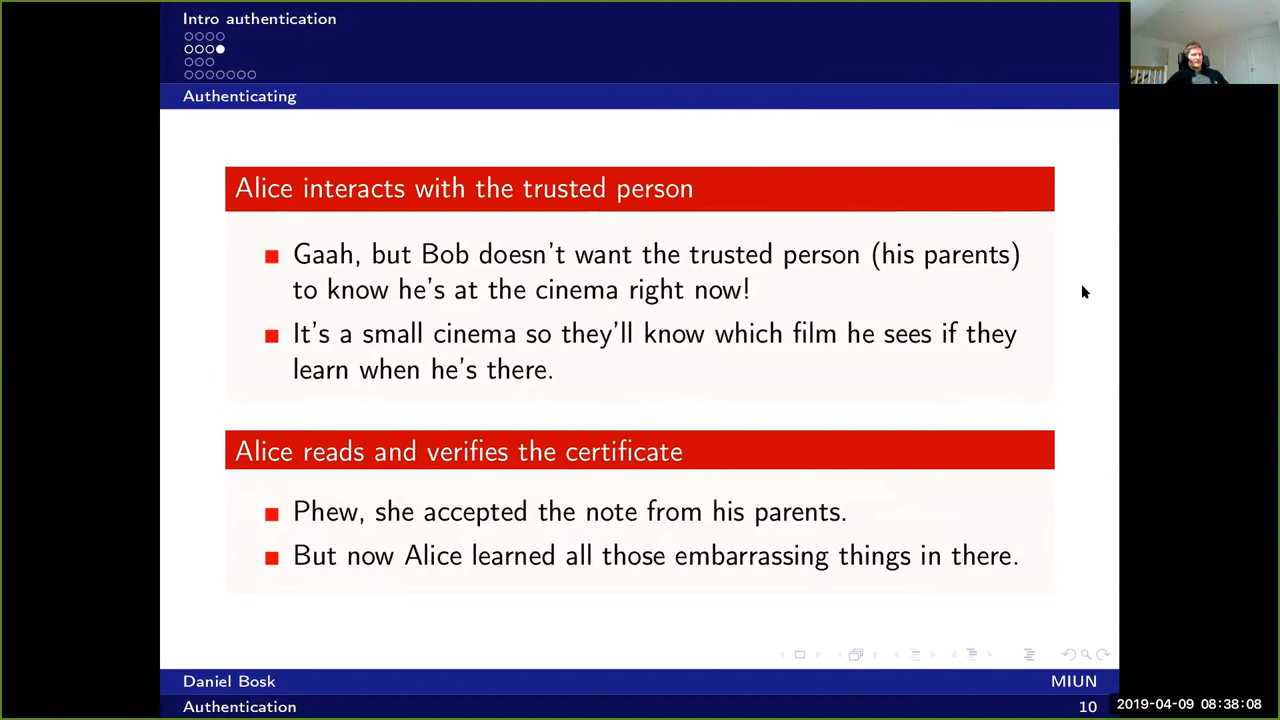 Intro authentication
Authenticating
Alice interacts with the trusted person
Gaah, but Bob doesn't want the trusted person (his parents)
to know he's at the cinema right now!
It's a small cinema so they'll know which film he sees if they
learn when he's there.
Alice reads and verifies the certificate
Phew, she accepted the note from his parents.
But now Alice learned all those embarrassing things in there.
Daniel Bosk MIUN
Authentication 10
2019-04-09 08:38:08